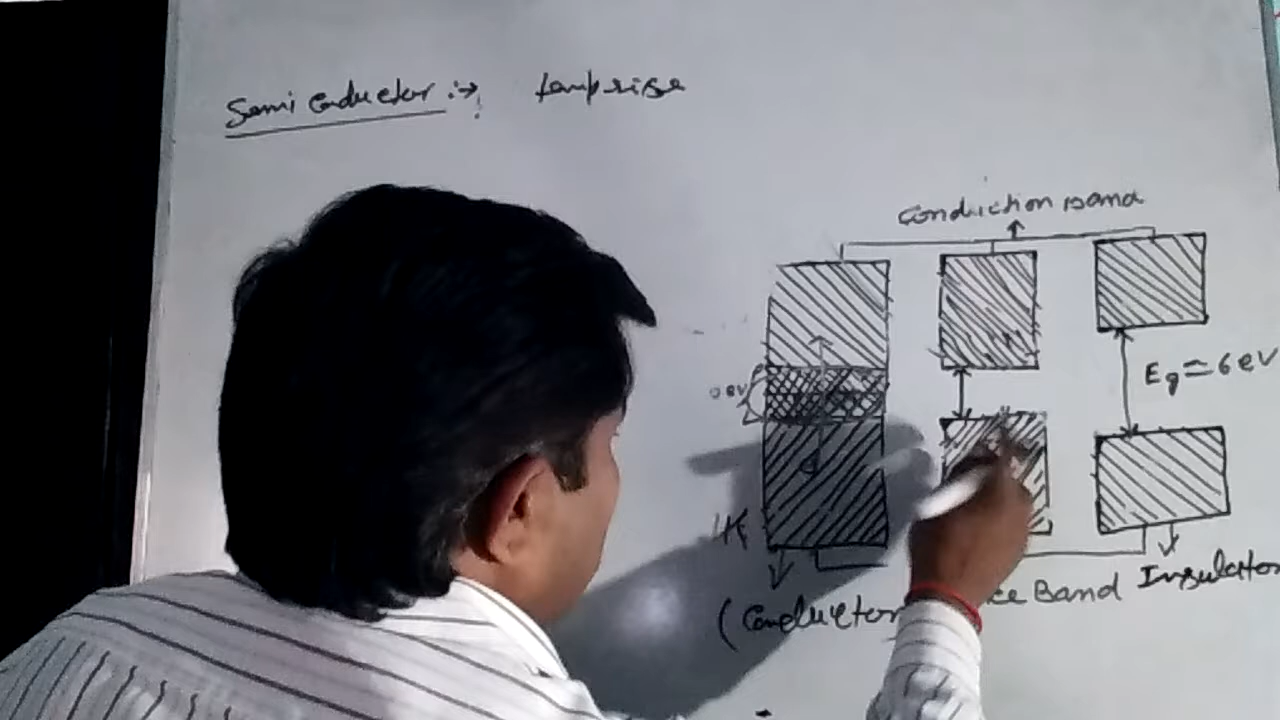 Semi Conductor :→ temp rise
Conduction Band
0 eV
Eg ≃ 6 eV
(Conductor ce Band Insulator